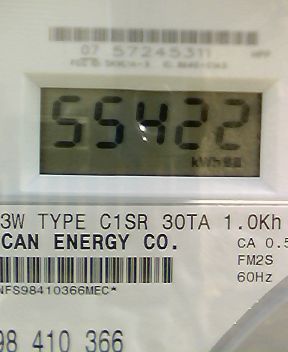 07 57245311
55422
kWh
3W TYPE C1SR 30TA 1.0Kh
CAN ENERGY CO.
CA 0.5
FM2S
60Hz
NFS98410366MEC*
98 410 366